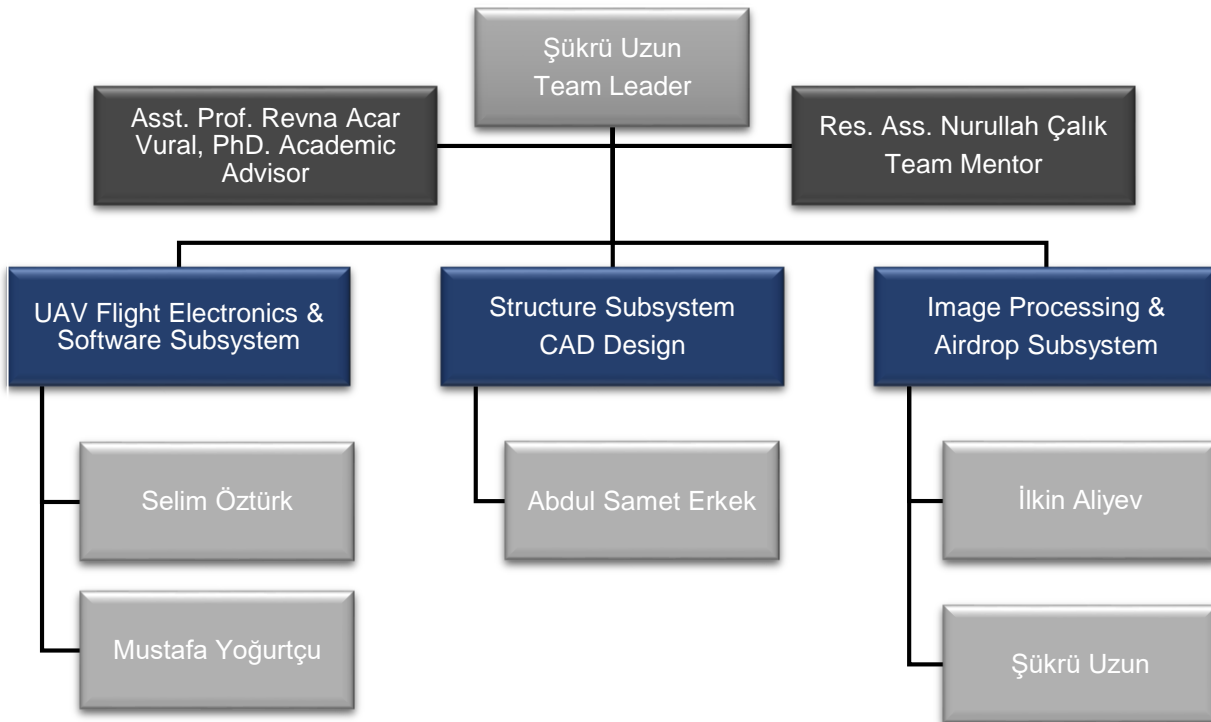 Şükrü Uzun
Team Leader
Asst. Prof. Revna Acar
Vural, PhD. Academic
Advisor
Res. Ass. Nurullah Çalık
Team Mentor
UAV Flight Electronics &
Software Subsystem
Structure Subsystem
CAD Design
Image Processing &
Airdrop Subsystem
Selim Öztürk
Mustafa Yoğurtçu
Abdul Samet Erkek
İlkin Aliyev
Şükrü Uzun